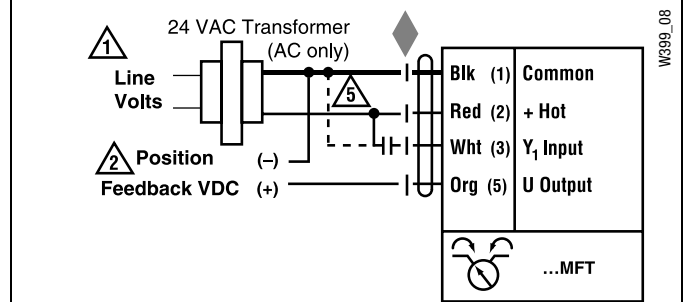 24 VAC Transformer
(AC only)
1
Line
Volts
5
2 Position (–)
Feedback VDC (+)
Blk (1) Common
Red (2) + Hot
Wht (3) Y1 Input
Org (5) U Output
...MFT
W399_08